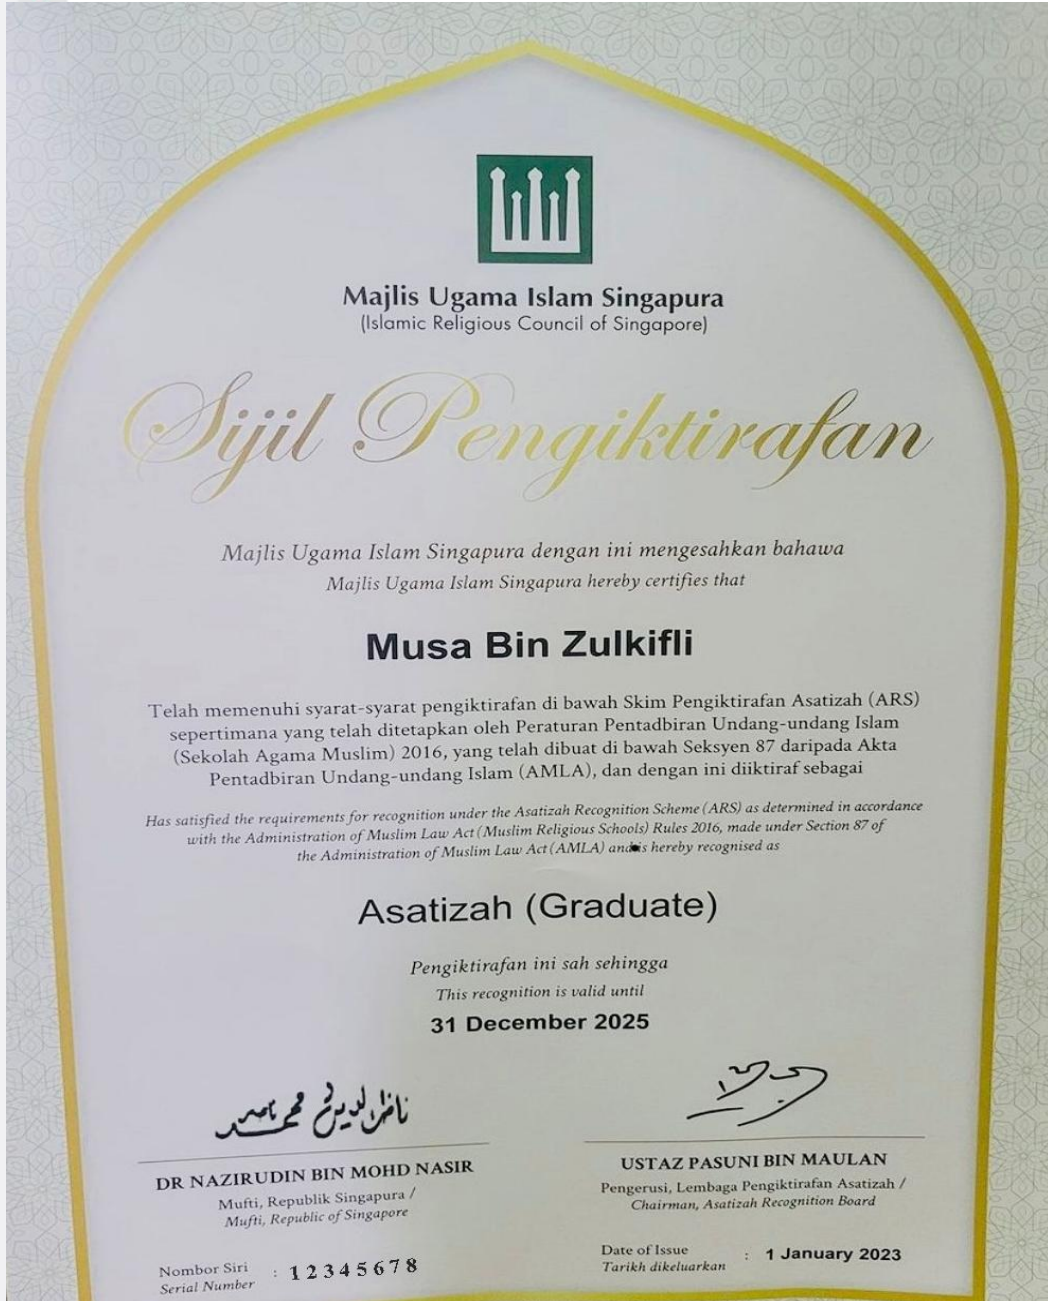 Majlis Ugama Islam Singapura
(Islamic Religious Council of Singapore)
Sijil Pengiktirafan
Majlis Ugama Islam Singapura dengan ini mengesahkan bahawa
Majlis Ugama Islam Singapura hereby certifies that
Musa Bin Zulkifli
Telah memenuhi syarat-syarat pengiktirafan di bawah Skim Pengiktirafan Asatizah (ARS)
sepertimana yang telah ditetapkan oleh Peraturan Pentadbiran Undang-undang Islam
(Sekolah Agama Muslim) 2016, yang telah dibuat di bawah Seksyen 87 daripada Akta
Pentadbiran Undang-undang Islam (AMLA), dan dengan ini diiktiraf sebagai
Has satisfied the requirements for recognition under the Asatizah Recognition Scheme (ARS) as determined in accordance
with the Administration of Muslim Law Act (Muslim Religious Schools) Rules 2016, made under Section 87 of
the Administration of Muslim Law Act (AMLA) and is hereby recognised as
Asatizah (Graduate)
Pengiktirafan ini sah sehingga
This recognition is valid until
31 December 2025
DR NAZIRUDIN BIN MOHD NASIR
Mufti, Republik Singapura /
Mufti, Republic of Singapore
Nombor Siri : 12345678
Serial Number
USTAZ PASUNI BIN MAULAN
Pengerusi, Lembaga Pengiktirafan Asatizah /
Chairman, Asatizah Recognition Board
Date of Issue : 1 January 2023
Tarikh dikeluarkan